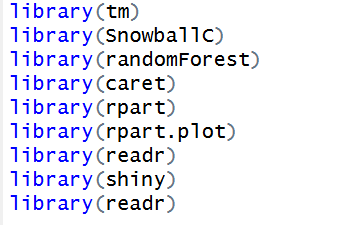 library(tm)
library(SnowballC)
library(randomForest)
library(caret)
library(rpart)
library(rpart.plot)
library(readr)
library(shiny)
library(readr)